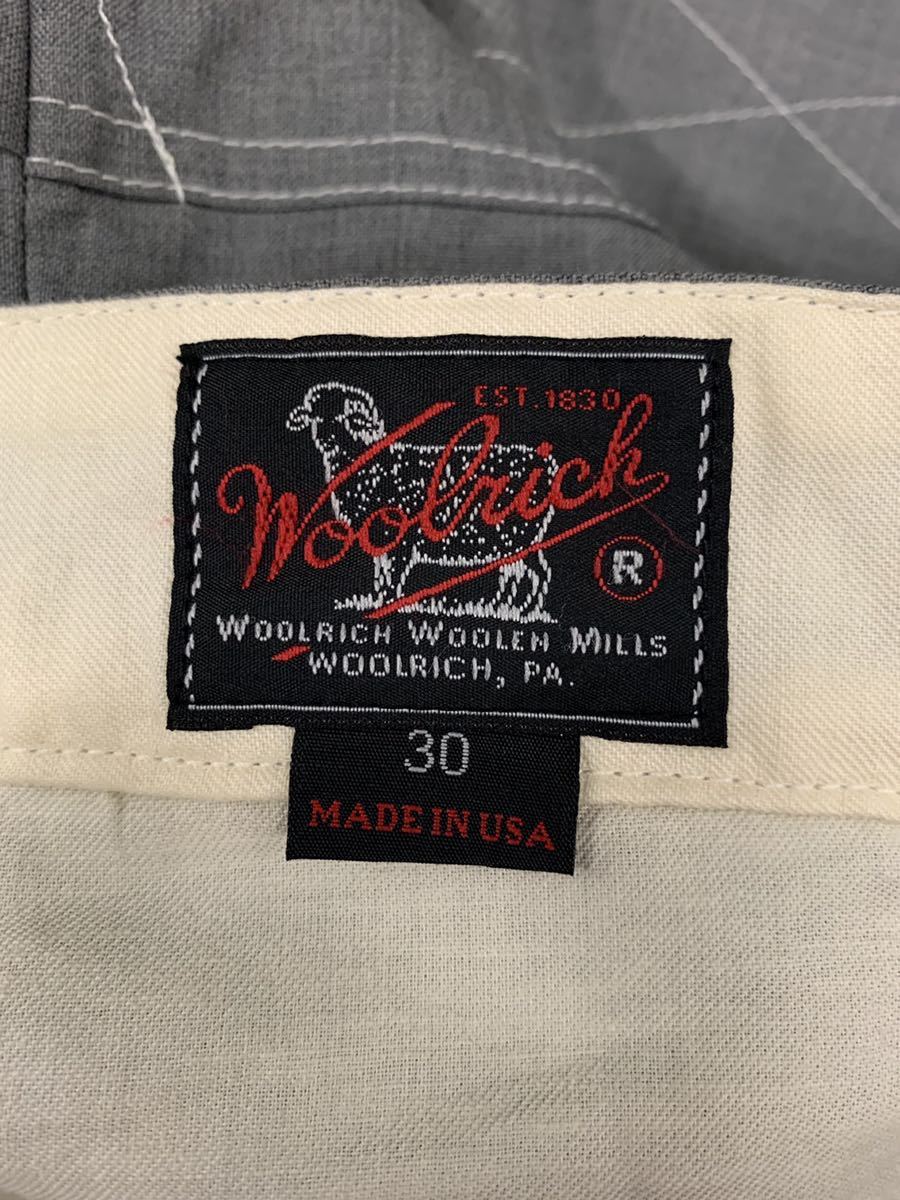 EST. 1830
Woolrich
R
WOOLRICH WOOLEN MILLS
WOOLRICH, PA.
30
MADE IN USA